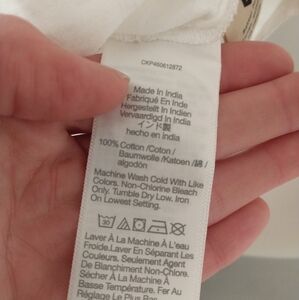 CKP460612872
Made In India
Fabriqué En Inde
Hergestellt In Indien
Vervaardigd In India
インド製
hecho en india
100% Cotton /Coton /
Baumwolle /Katoen /綿 /
algodón
Machine Wash Cold With Like
Colors. Non-Chlorine Bleach
Only. Tumble Dry Low. Iron
On Lowest Setting.
30
Laver À La Machine À L'eau
Froide.Laver En Séparant Les
Couleurs, Seulement Agent
De Blanchiment Non-Chlore.
Sécher À La Machine À
Basse Température. Fer Au
Réglage Le Plus Bas